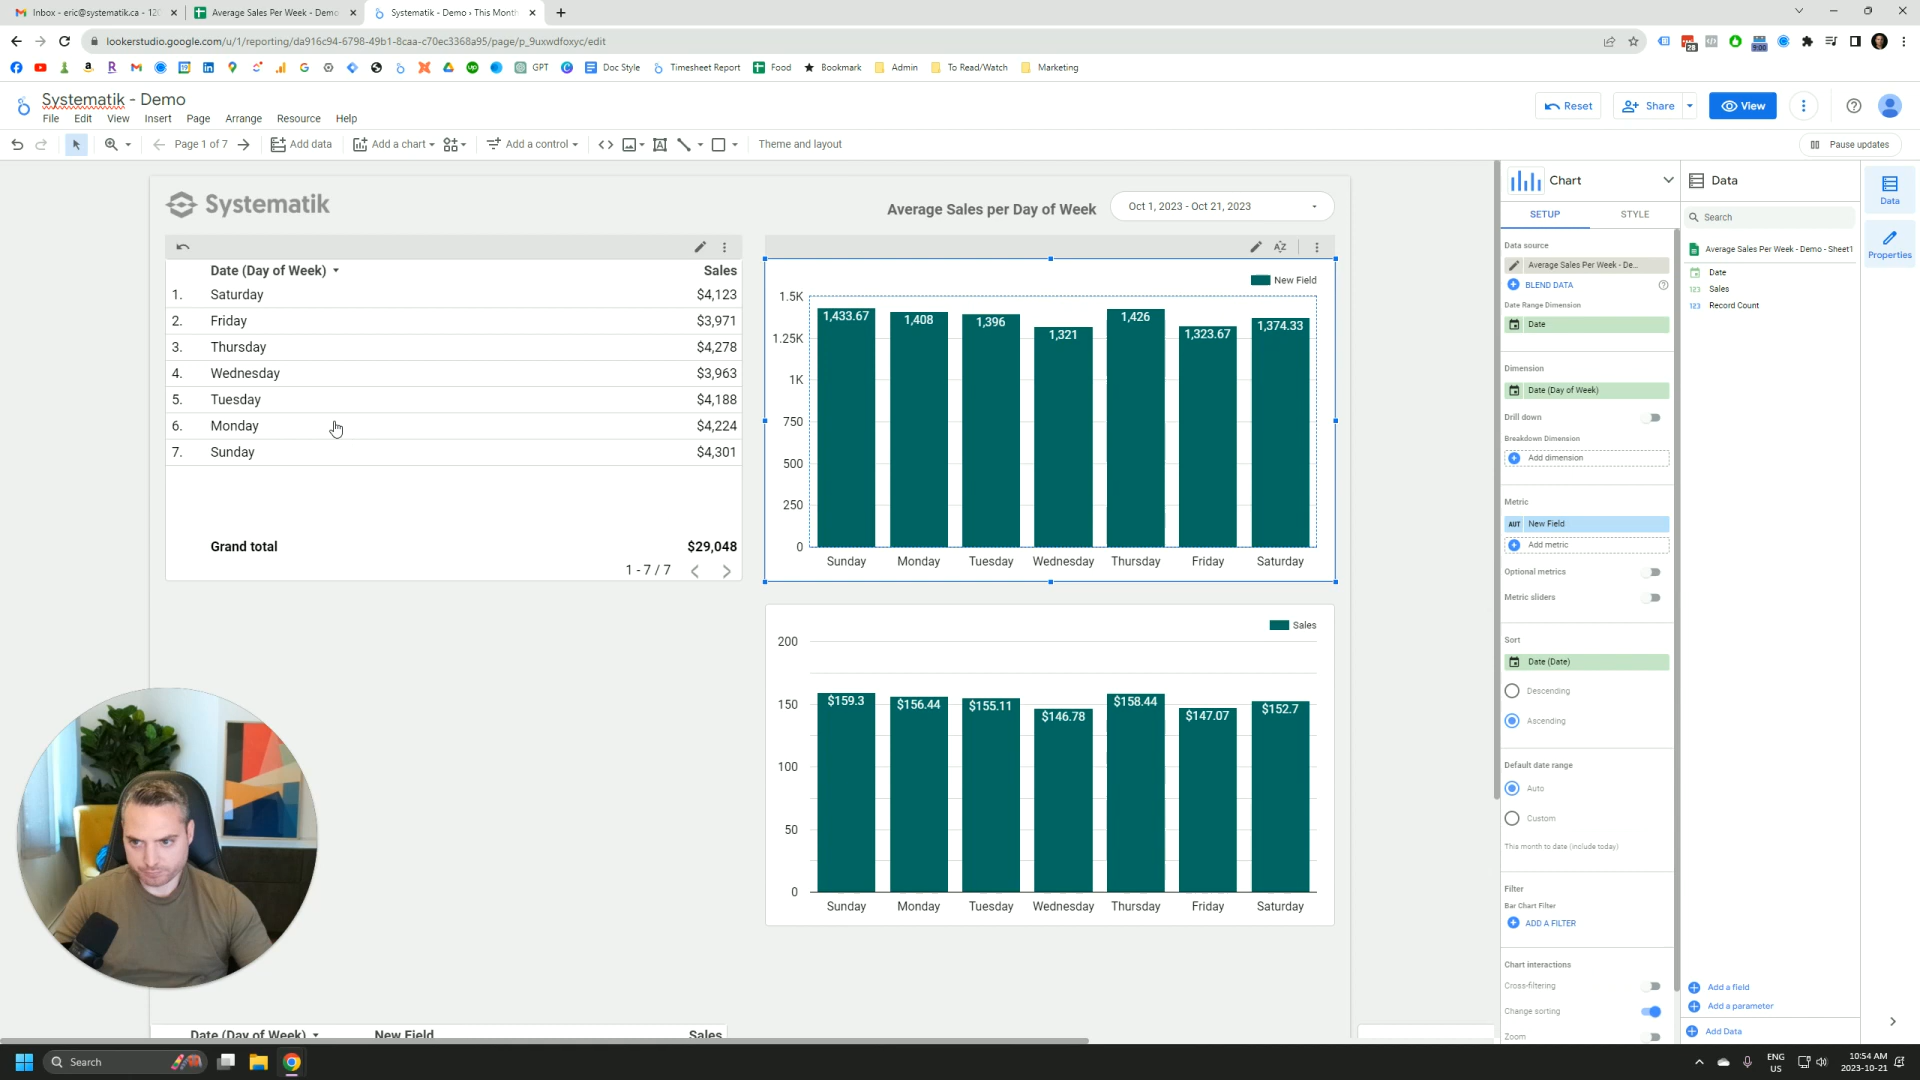 Inbox - eric@systematik.ca - 120
Average Sales Per Week - Demo
Systematik - Demo › This Month
lookerstudio.google.com/u/1/reporting/da916c94-6798-49b1-8caa-c70ec3368a95/page/p_9uxwdfoxyc/edit
28
9:00
GPT
Doc Style
Timesheet Report
Food
Bookmark
Admin
To Read/Watch
Marketing
Systematik - Demo
File Edit View Insert Page Arrange Resource Help
Reset
Share
View
Page 1 of 7
Add data
Add a chart
Add a control
Theme and layout
Pause updates
Systematik
Average Sales per Day of Week
Oct 1, 2023 - Oct 21, 2023
Date (Day of Week) Sales
1. Saturday $4,123
2. Friday $3,971
3. Thursday $4,278
4. Wednesday $3,963
5. Tuesday $4,188
6. Monday $4,224
7. Sunday $4,301
Grand total $29,048
1 - 7 / 7
New Field
1.5K
1.25K
1K
750
500
250
0
1,433.67 1,408 1,396 1,321 1,426 1,323.67 1,374.33
Sunday Monday Tuesday Wednesday Thursday Friday Saturday
Sales
200
150
100
50
0
$159.3 $156.44 $155.11 $146.78 $158.44 $147.07 $152.7
Sunday Monday Tuesday Wednesday Thursday Friday Saturday
Date (Day of Week) New Field Sales
Chart
SETUP STYLE
Data source
Average Sales Per Week - De...
BLEND DATA
Date Range Dimension
Date
Dimension
Date (Day of Week)
Drill down
Breakdown Dimension
Add dimension
Metric
AUT New Field
Add metric
Optional metrics
Metric sliders
Sort
Date (Date)
Descending
Ascending
Default date range
Auto
Custom
This month to date (include today)
Filter
Bar Chart Filter
ADD A FILTER
Chart interactions
Cross-filtering
Change sorting
Zoom
Data
Search
Average Sales Per Week - Demo - Sheet1
Date
123 Sales
123 Record Count
Add a field
Add a parameter
Add Data
Data
Properties
Search
ENG
US
10:54 AM
2023-10-21